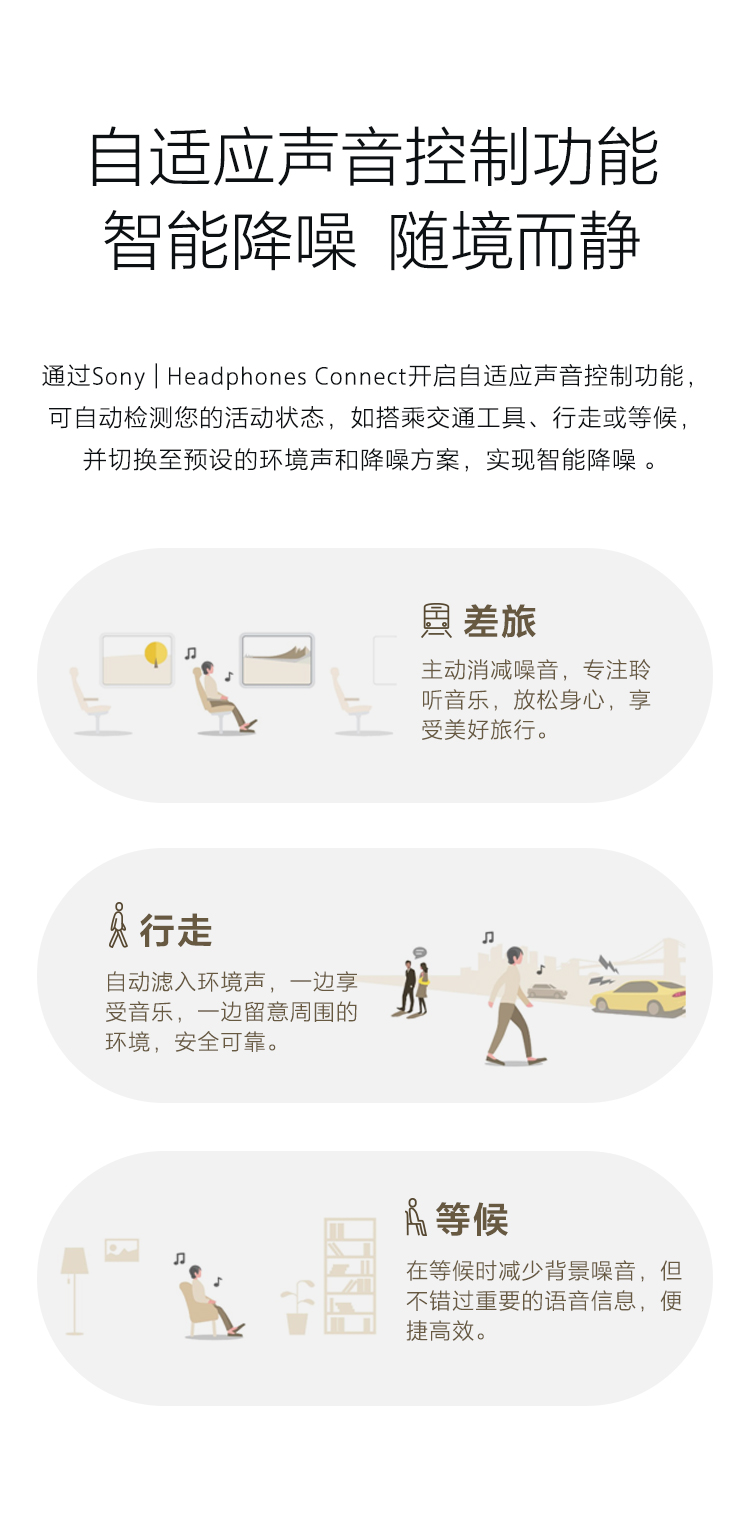 自适应声音控制功能
智能降噪 随境而静
通过Sony | Headphones Connect开启自适应声音控制功能，
可自动检测您的活动状态，如搭乘交通工具、行走或等候，
并切换至预设的环境声和降噪方案，实现智能降噪 。
差旅
主动消减噪音，专注聆
听音乐，放松身心，享
受美好旅行。
行走
自动滤入环境声，一边享
受音乐，一边留意周围的
环境，安全可靠。
等候
在等候时减少背景噪音，但
不错过重要的语音信息，便
捷高效。